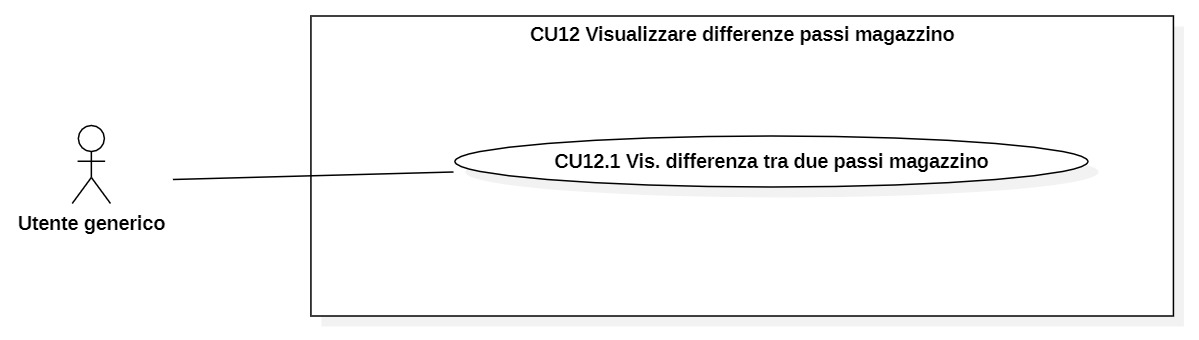 CU12 Visualizzare differenze passi magazzino
CU12.1 Vis. differenza tra due passi magazzino
Utente generico